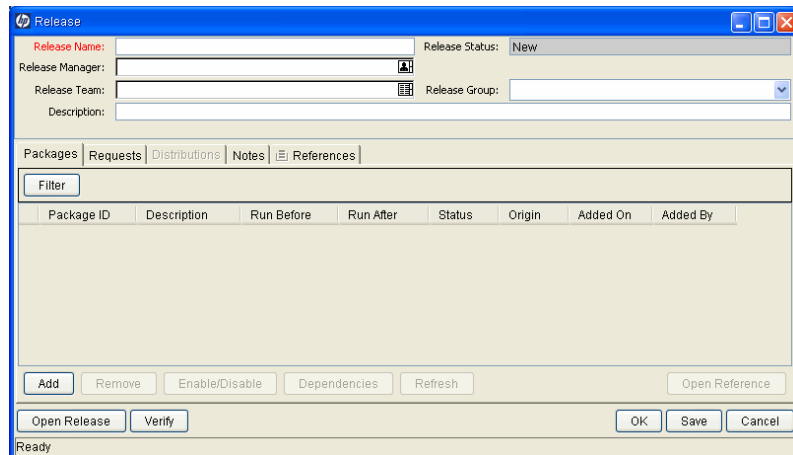 hp Release
Release Name: Release Status: New
Release Manager:
Release Team: Release Group:
Description:
Packages Requests Distributions Notes References
Filter
Package ID Description Run Before Run After Status Origin Added On Added By
Add Remove Enable/Disable Dependencies Refresh Open Reference
Open Release Verify OK Save Cancel
Ready